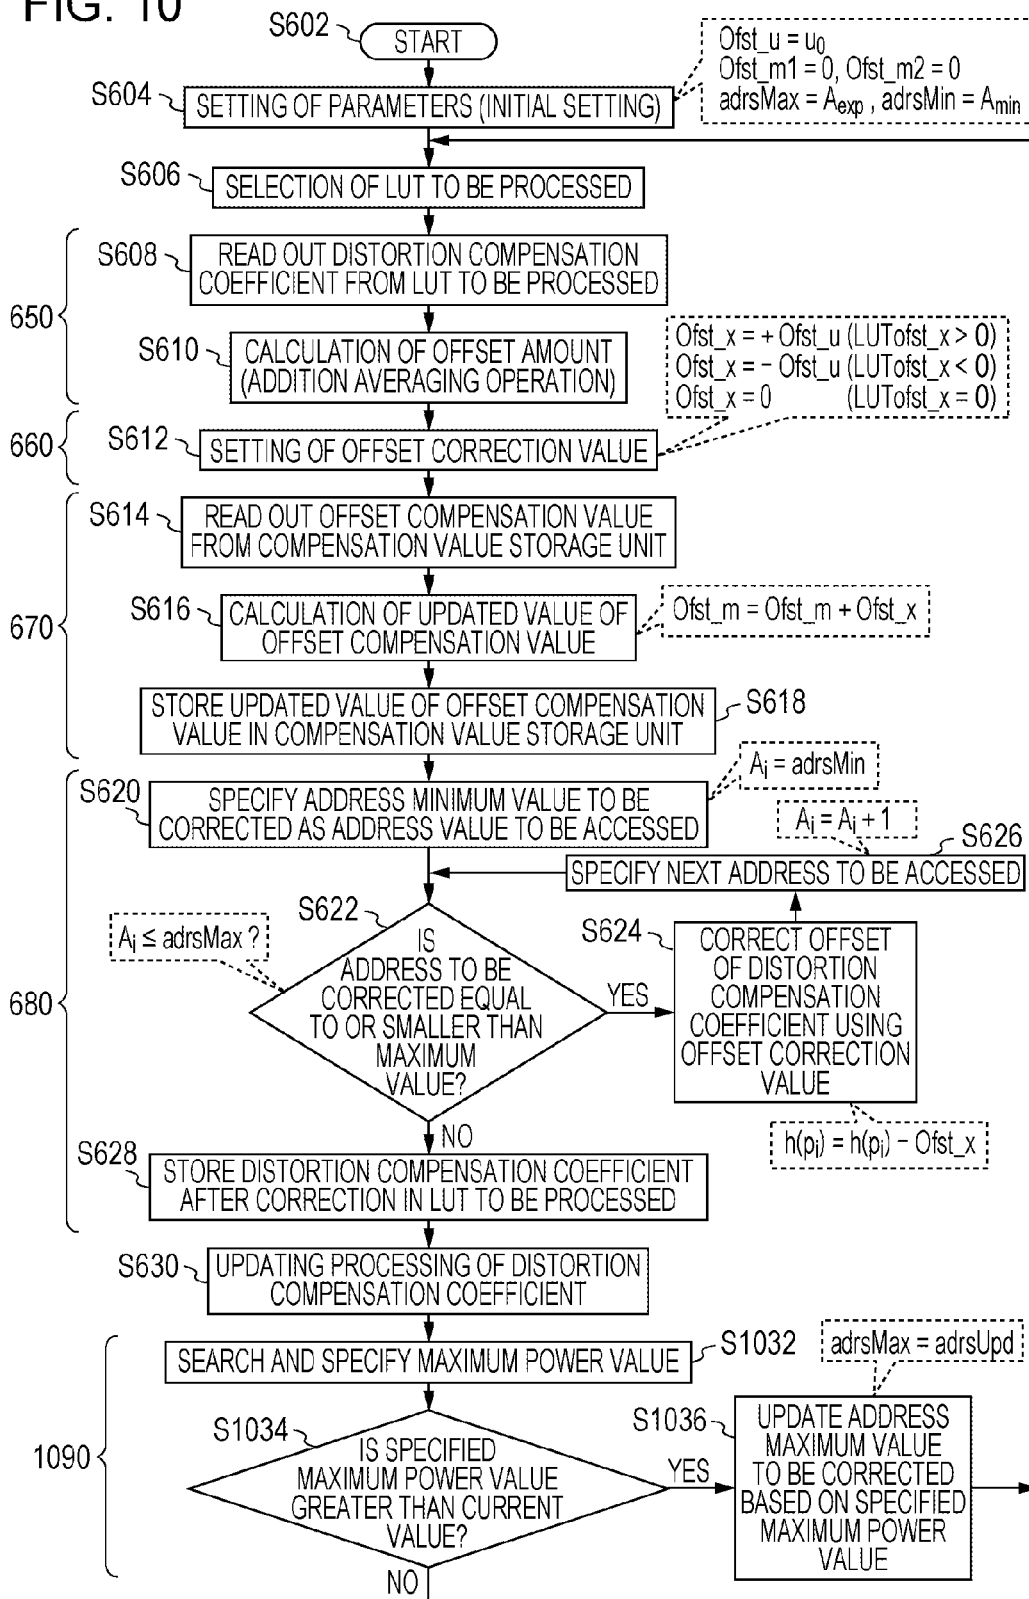 FIG. 10
S602
START
Ofst_u = u0
Ofst_m1 = 0, Ofst_m2 = 0
adrsMax = Aexp , adrsMin = Amin
S604
SETTING OF PARAMETERS (INITIAL SETTING)
S606
SELECTION OF LUT TO BE PROCESSED
650
S608
READ OUT DISTORTION COMPENSATION
COEFFICIENT FROM LUT TO BE PROCESSED
S610
CALCULATION OF OFFSET AMOUNT
(ADDITION AVERAGING OPERATION)
Ofst_x = + Ofst_u (LUTofst_x > 0)
Ofst_x = − Ofst_u (LUTofst_x < 0)
Ofst_x = 0 (LUTofst_x = 0)
660
S612
SETTING OF OFFSET CORRECTION VALUE
670
S614
READ OUT OFFSET COMPENSATION VALUE
FROM COMPENSATION VALUE STORAGE UNIT
S616
CALCULATION OF UPDATED VALUE OF
OFFSET COMPENSATION VALUE
Ofst_m = Ofst_m + Ofst_x
STORE UPDATED VALUE OF OFFSET COMPENSATION
VALUE IN COMPENSATION VALUE STORAGE UNIT
S618
680
S620
SPECIFY ADDRESS MINIMUM VALUE TO BE
CORRECTED AS ADDRESS VALUE TO BE ACCESSED
Ai = adrsMin
Ai = Ai + 1
S626
SPECIFY NEXT ADDRESS TO BE ACCESSED
S622
Ai ≤ adrsMax ?
IS
ADDRESS TO BE
CORRECTED EQUAL
TO OR SMALLER THAN
MAXIMUM
VALUE?
YES
S624
CORRECT OFFSET
OF DISTORTION
COMPENSATION
COEFFICIENT USING
OFFSET CORRECTION
VALUE
h(pi) = h(pi) − Ofst_x
NO
S628
STORE DISTORTION COMPENSATION COEFFICIENT
AFTER CORRECTION IN LUT TO BE PROCESSED
S630
UPDATING PROCESSING OF DISTORTION
COMPENSATION COEFFICIENT
1090
SEARCH AND SPECIFY MAXIMUM POWER VALUE
S1032
adrsMax = adrsUpd
S1034
IS SPECIFIED
MAXIMUM POWER VALUE
GREATER THAN CURRENT
VALUE?
YES
S1036
UPDATE ADDRESS
MAXIMUM VALUE
TO BE CORRECTED
BASED ON SPECIFIED
MAXIMUM POWER
VALUE
NO